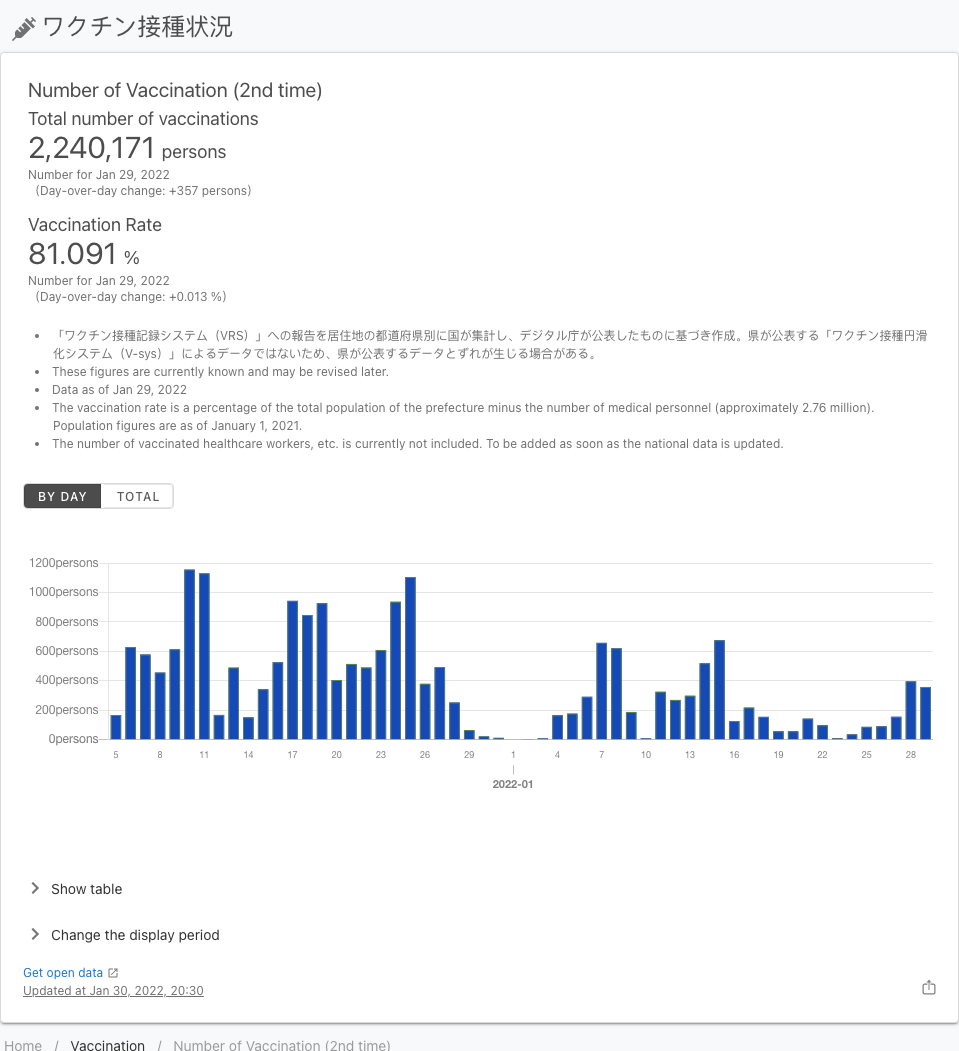 ワクチン接種状況
Number of Vaccination (2nd time)
Total number of vaccinations
2,240,171 persons
Number for Jan 29, 2022
(Day-over-day change: +357 persons)
Vaccination Rate
81.091 %
Number for Jan 29, 2022
(Day-over-day change: +0.013 %)
• 「ワクチン接種記録システム（VRS）」への報告を居住地の都道府県別に国が集計し、デジタル庁が公表したものに基づき作成。県が公表する「ワクチン接種円滑
化システム（V-sys）」によるデータではないため、県が公表するデータとずれが生じる場合がある。
• These figures are currently known and may be revised later.
• Data as of Jan 29, 2022
• The vaccination rate is a percentage of the total population of the prefecture minus the number of medical personnel (approximately 2.76 million).
Population figures are as of January 1, 2021.
• The number of vaccinated healthcare workers, etc. is currently not included. To be added as soon as the national data is updated.
BY DAY TOTAL
1200persons
1000persons
800persons
600persons
400persons
200persons
0persons
5 8 11 14 17 20 23 26 29 1 4 7 10 13 16 19 22 25 28
2022-01
Show table
Change the display period
Get open data
Updated at Jan 30, 2022, 20:30
Home / Vaccination / Number of Vaccination (2nd time)